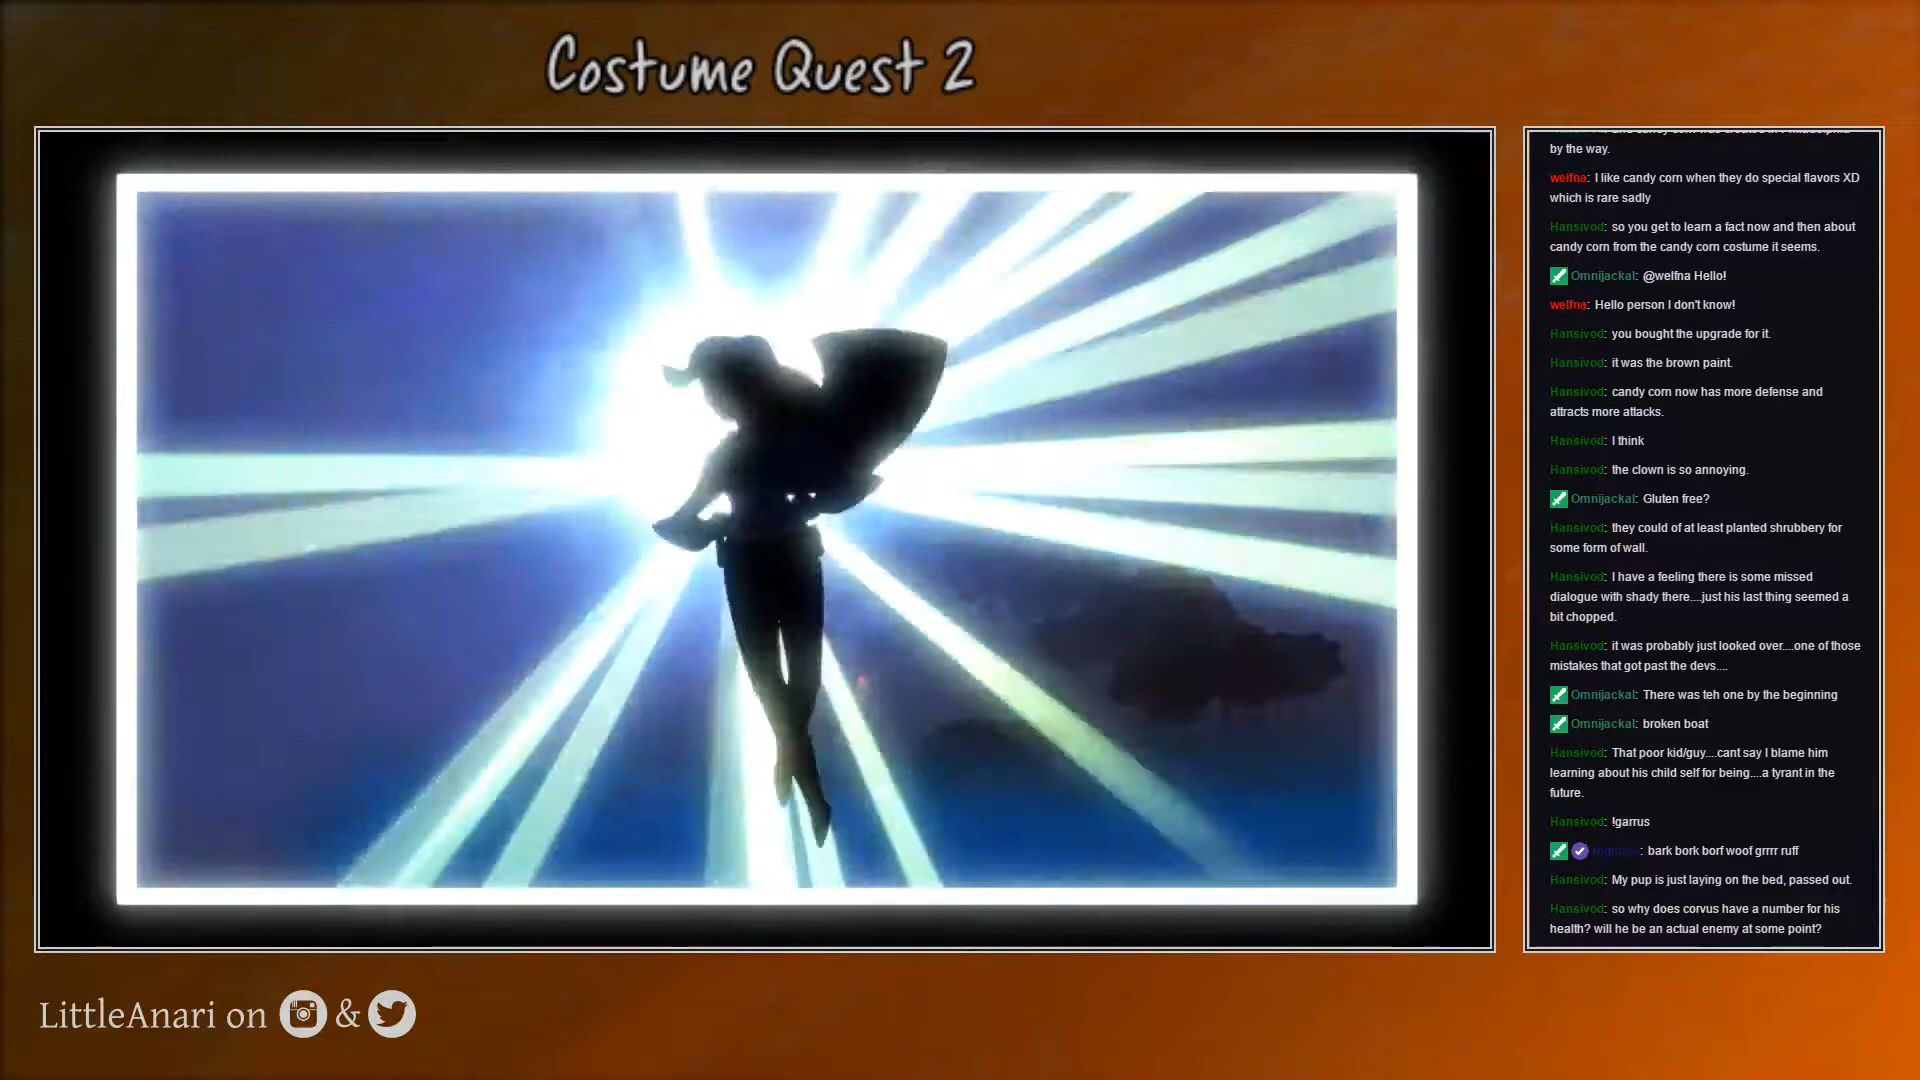 Costume Quest 2
by the way.
welfna: I like candy corn when they do special flavors XD
which is rare sadly
Hansivod: so you get to learn a fact now and then about
candy corn from the candy corn costume it seems.
Omnijackal: @welfna Hello!
welfna: Hello person I don't know!
Hansivod: you bought the upgrade for it.
Hansivod: it was the brown paint.
Hansivod: candy corn now has more defense and
attracts more attacks.
Hansivod: I think
Hansivod: the clown is so annoying.
Omnijackal: Gluten free?
Hansivod: they could of at least planted shrubbery for
some form of wall.
Hansivod: I have a feeling there is some missed
dialogue with shady there....just his last thing seemed a
bit chopped.
Hansivod: it was probably just looked over....one of those
mistakes that got past the devs....
Omnijackal: There was teh one by the beginning
Omnijackal: broken boat
Hansivod: That poor kid/guy....cant say I blame him
learning about his child self for being....a tyrant in the
future.
Hansivod: !garrus
: bark bork borf woof grrrr ruff
Hansivod: My pup is just laying on the bed, passed out.
Hansivod: so why does corvus have a number for his
health? will he be an actual enemy at some point?
LittleAnari on &